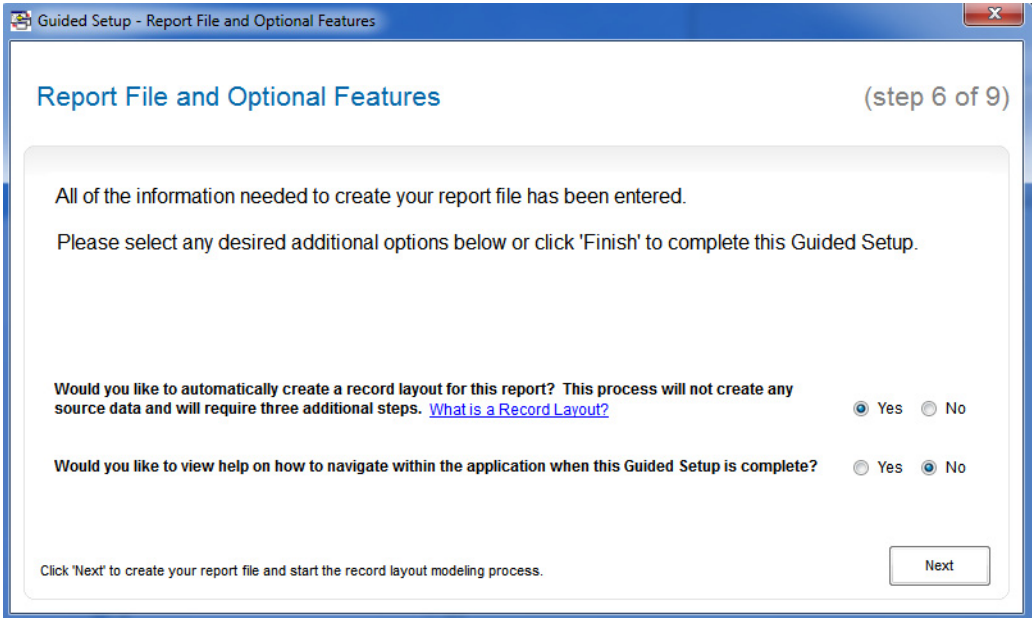 Guided Setup - Report File and Optional Features
Report File and Optional Features
(step 6 of 9)
All of the information needed to create your report file has been entered.
Please select any desired additional options below or click 'Finish' to complete this Guided Setup.
Would you like to automatically create a record layout for this report? This process will not create any
source data and will require three additional steps. What is a Record Layout?
Yes No
Would you like to view help on how to navigate within the application when this Guided Setup is complete?
Yes No
Click 'Next' to create your report file and start the record layout modeling process.
Next